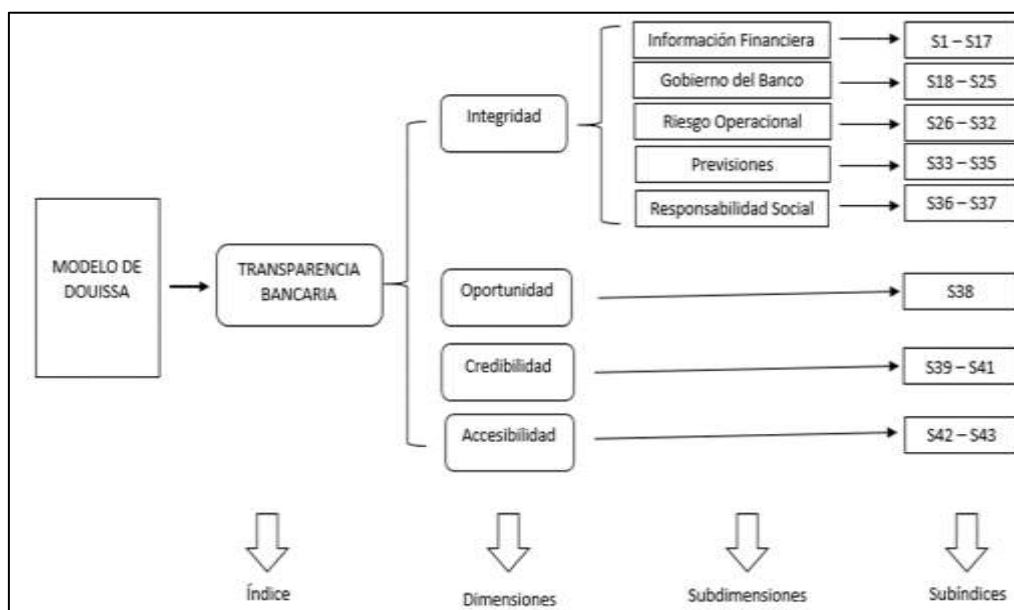 Información Financiera
S1 – S17
Gobierno del Banco
S18 – S25
Integridad
Riesgo Operacional
S26 – S32
Previsiones
S33 – S35
Responsabilidad Social
S36 – S37
MODELO DE
DOUISSA
TRANSPARENCIA
BANCARIA
Oportunidad
S38
Credibilidad
S39 – S41
Accesibilidad
S42 – S43
Índice
Dimensiones
Subdimensiones
Subíndices